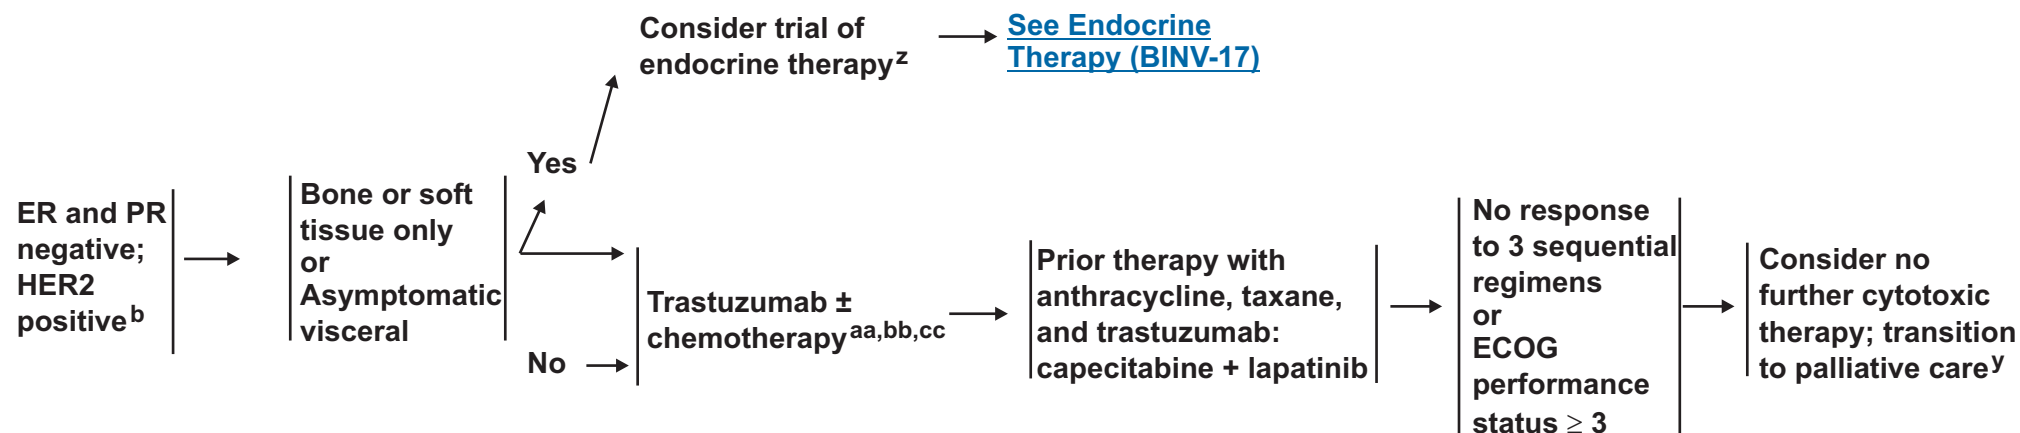 Consider trial of
endocrine therapyz
See Endocrine
Therapy (BINV-17)
Yes
ER and PR
negative;
HER2
positiveb
Bone or soft
tissue only
or
Asymptomatic
visceral
No
Trastuzumab ±
chemotherapyaa,bb,cc
Prior therapy with
anthracycline, taxane,
and trastuzumab:
capecitabine + lapatinib
No response
to 3 sequential
regimens
or
ECOG
performance
status ≥ 3
Consider no
further cytotoxic
therapy; transition
to palliative carey